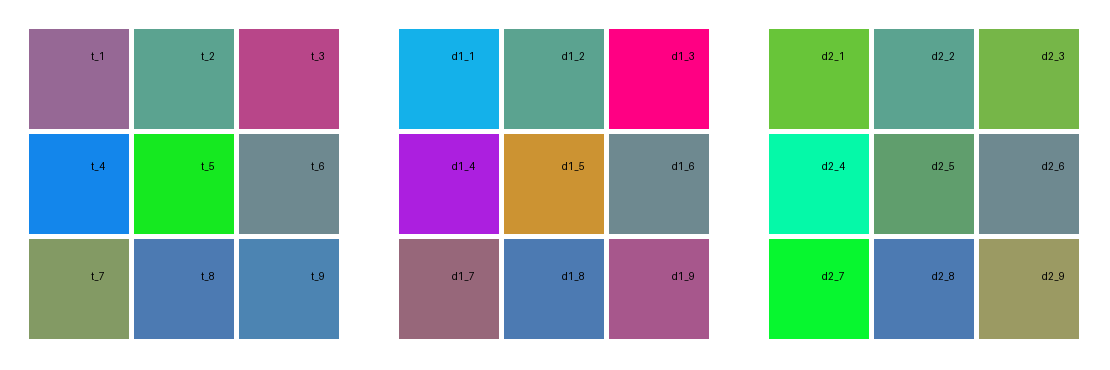 t_1 t_2 t_3 d1_1 d1_2 d1_3 d2_1 d2_2 d2_3
t_4 t_5 t_6 d1_4 d1_5 d1_6 d2_4 d2_5 d2_6
t_7 t_8 t_9 d1_7 d1_8 d1_9 d2_7 d2_8 d2_9